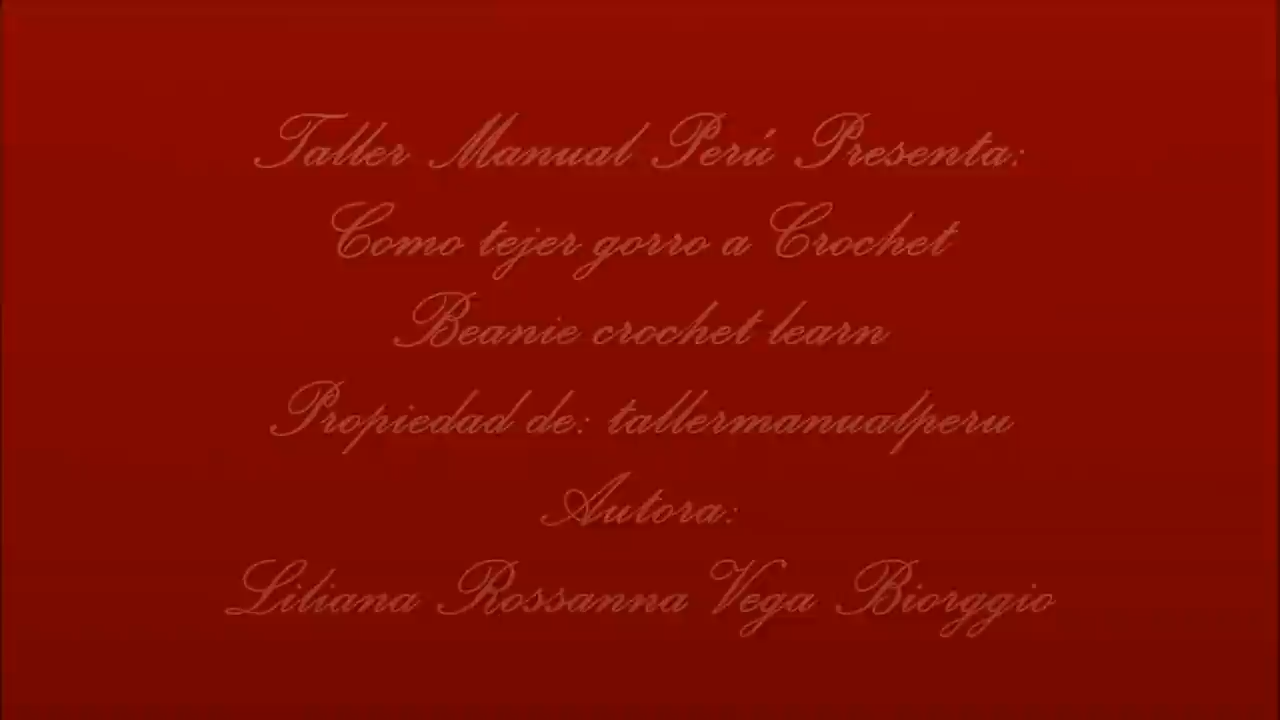 Taller Manual Perú Presenta:
Como tejer gorro a Crochet
Beanie crochet learn
Propiedad de: tallermanualperu
Autora:
Liliana Rossanna Vega Biorggio